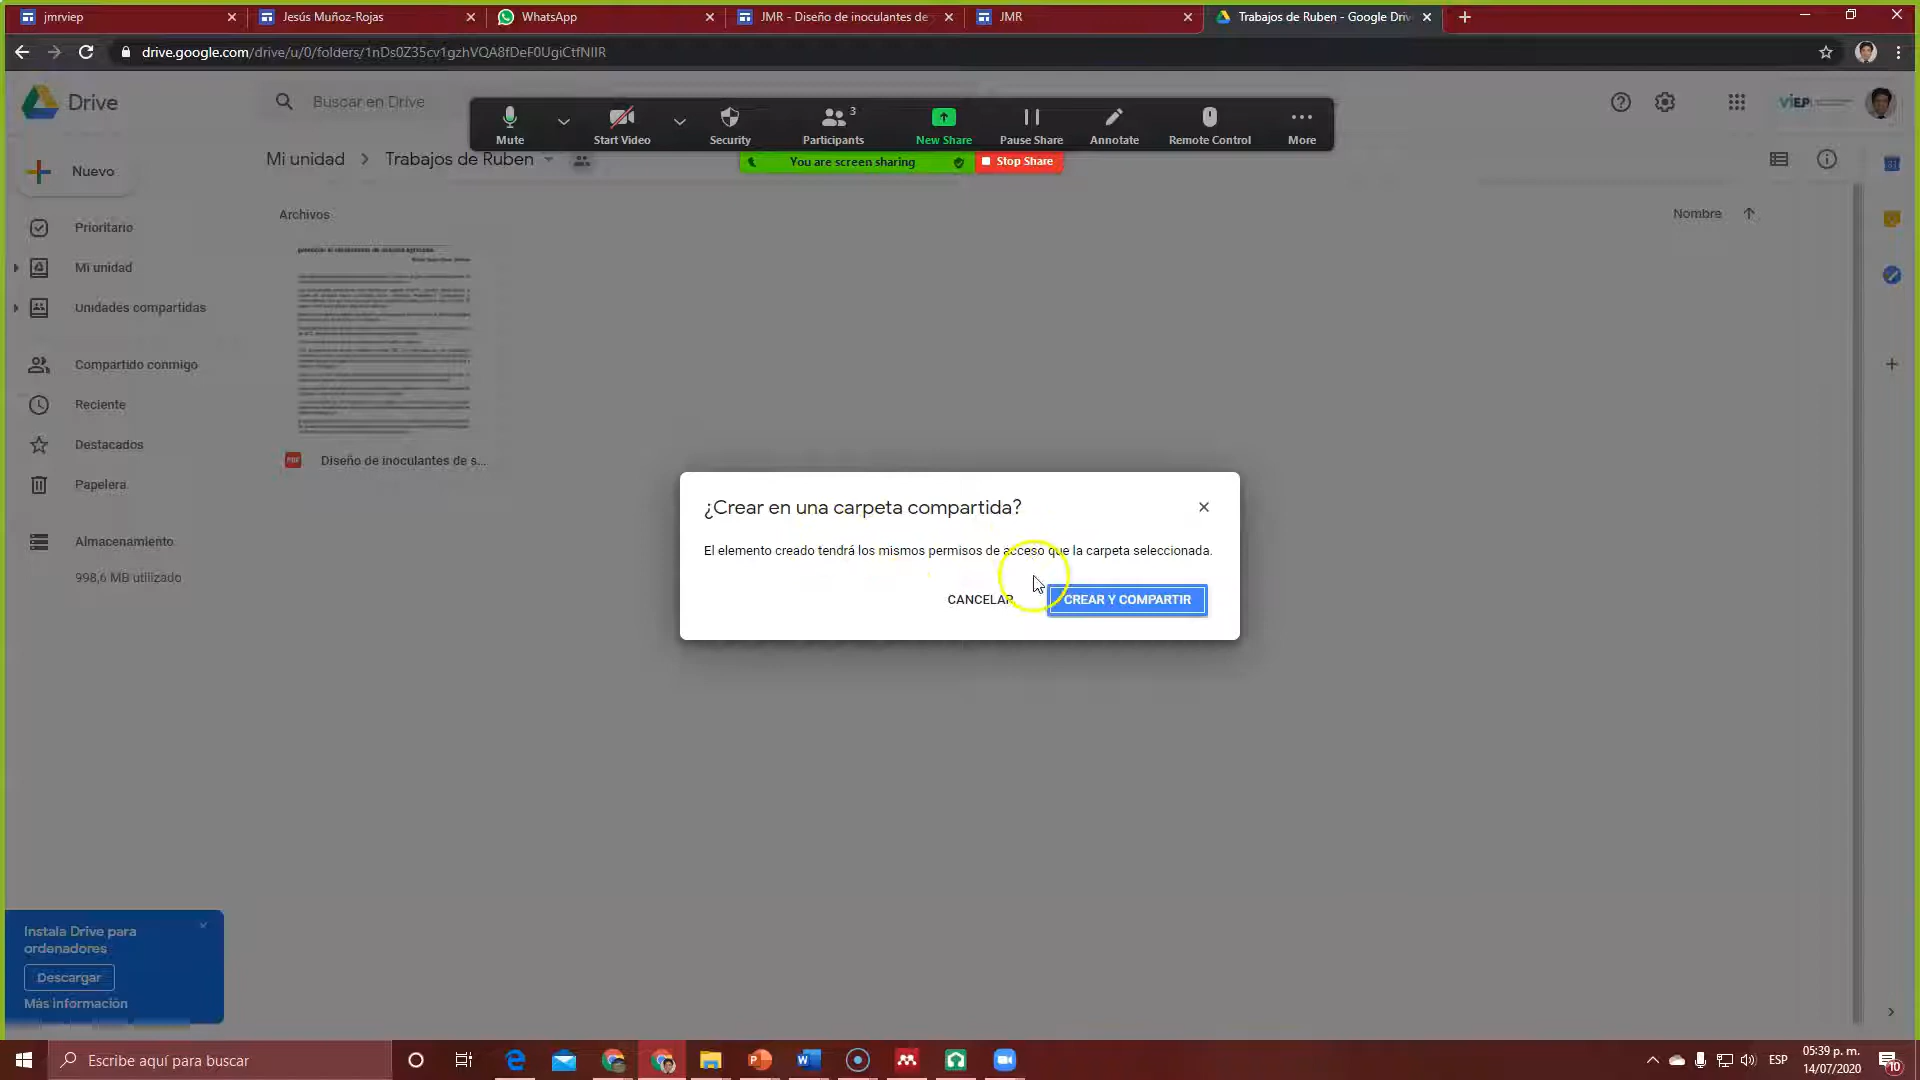 jmrviep
Jesús Muñoz-Rojas
WhatsApp
JMR - Diseño de inoculantes de
JMR
Trabajos de Ruben - Google Driv
drive.google.com/drive/u/0/folders/1nDs0Z35cv1gzhVQA8fDeF0UgiCtfNIIR
Drive
Buscar en Drive
Mute
Start Video
Security
Participants
3
New Share
Pause Share
Annotate
Remote Control
More
You are screen sharing
Stop Share
VIEP
Nuevo
Mi unidad
Trabajos de Ruben
Archivos
Nombre
Prioritario
Mi unidad
Unidades compartidas
Compartido conmigo
Reciente
Destacados
Papelera
Almacenamiento
998,6 MB utilizado
PDF
Diseño de inoculantes de s...
¿Crear en una carpeta compartida?
El elemento creado tendrá los mismos permisos de acceso que la carpeta seleccionada.
CANCELAR
CREAR Y COMPARTIR
Instala Drive para
ordenadores
Descargar
Más información
Escribe aquí para buscar
ESP
05:39 p. m.
14/07/2020
10